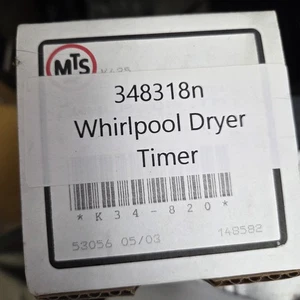 MTS
348318n
Whirlpool Dryer
Timer
*K34-820*
53056 05/03 148582